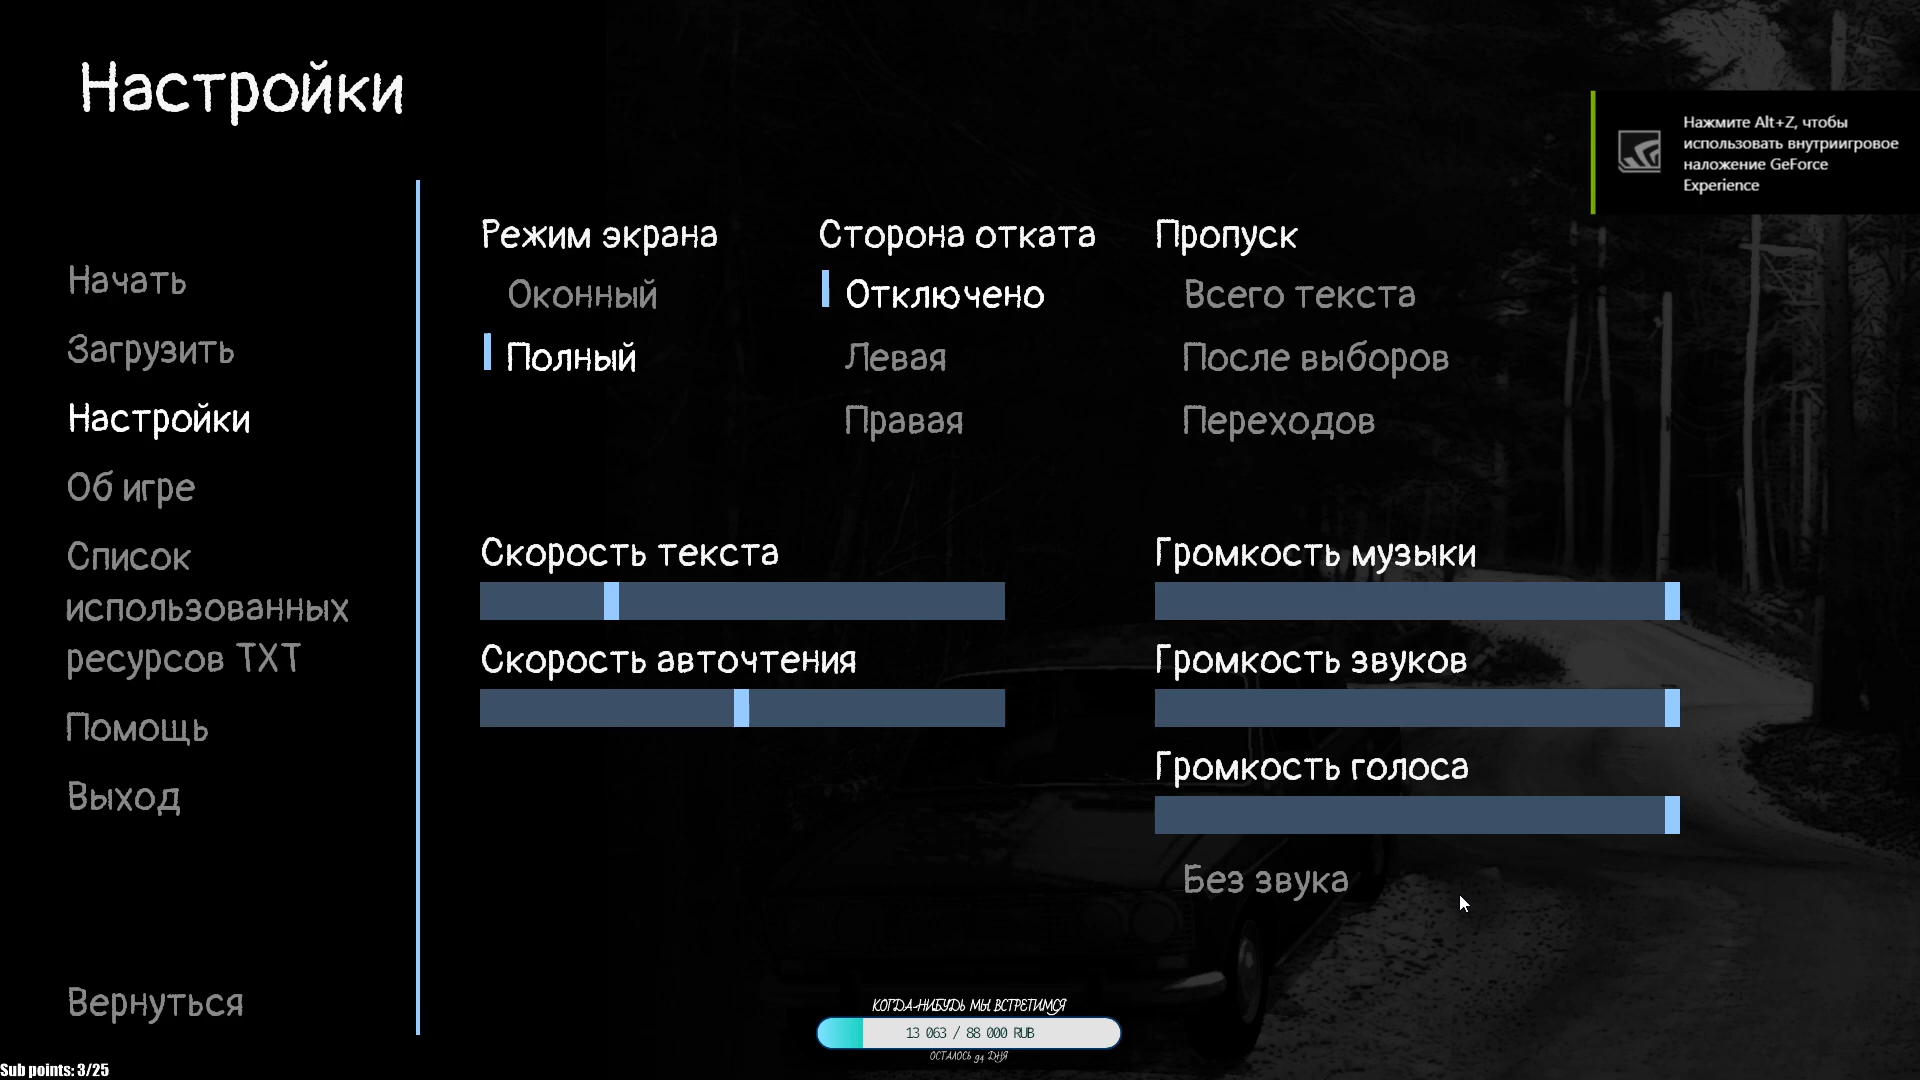 Настройки
Нажмите Alt+Z, чтобы
использовать внутриигровое
наложение GeForce
Experience
Начать
Загрузить
Настройки
Об игре
Список
использованных
ресурсов TXT
Помощь
Выход
Вернуться
Режим экрана
Оконный
Полный
Сторона отката
Отключено
Левая
Правая
Пропуск
Всего текста
После выборов
Переходов
Скорость текста
Скорость авточтения
Громкость музыки
Громкость звуков
Громкость голоса
Без звука
КОГДА-НИБУДЬ МЫ ВСТРЕТИМСЯ
13 063 / 88 000 RUB
ОСТАЛОСЬ 94 ДНЯ
Sub points: 3/25